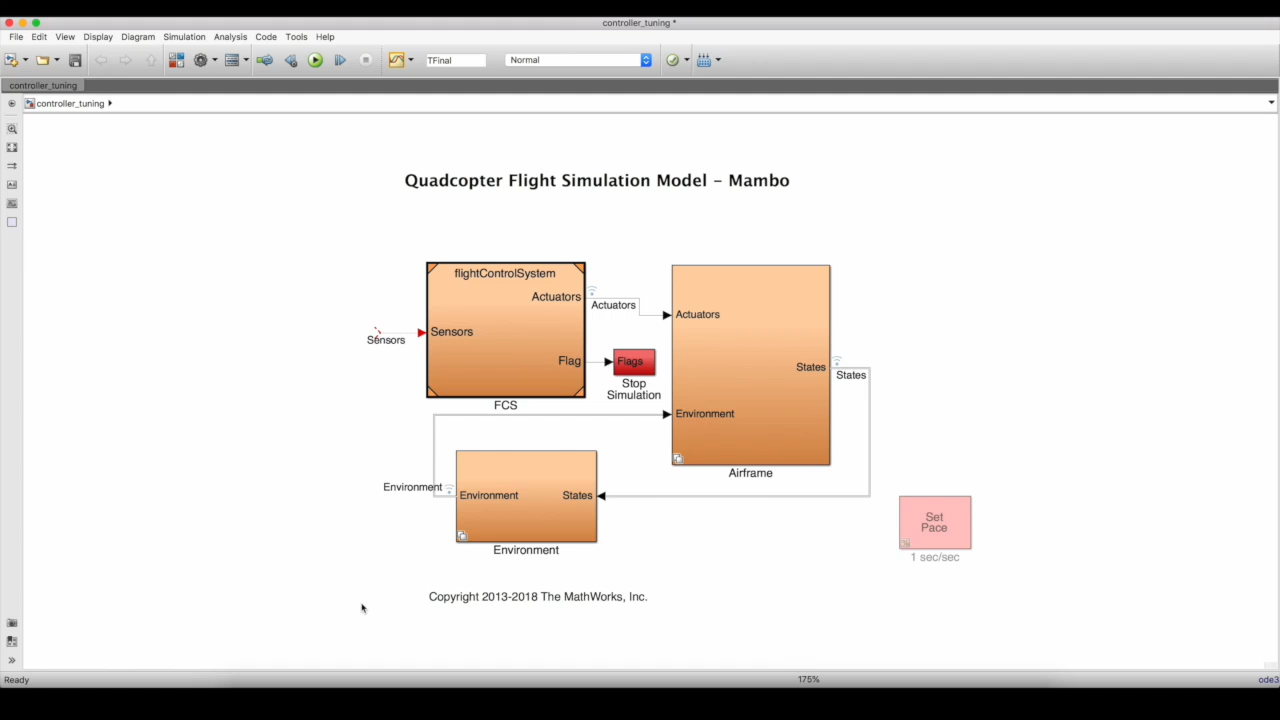 controller_tuning *
File Edit View Display Diagram Simulation Analysis Code Tools Help
TFinal
Normal
controller_tuning
controller_tuning
Quadcopter Flight Simulation Model - Mambo
flightControlSystem
Actuators
Sensors
Sensors
Flag
FCS
Actuators
Flags
Stop
Simulation
Actuators
States
Environment
Airframe
States
Environment
Environment
States
Environment
Set
Pace
1 sec/sec
Copyright 2013-2018 The MathWorks, Inc.
Ready
175%
ode3